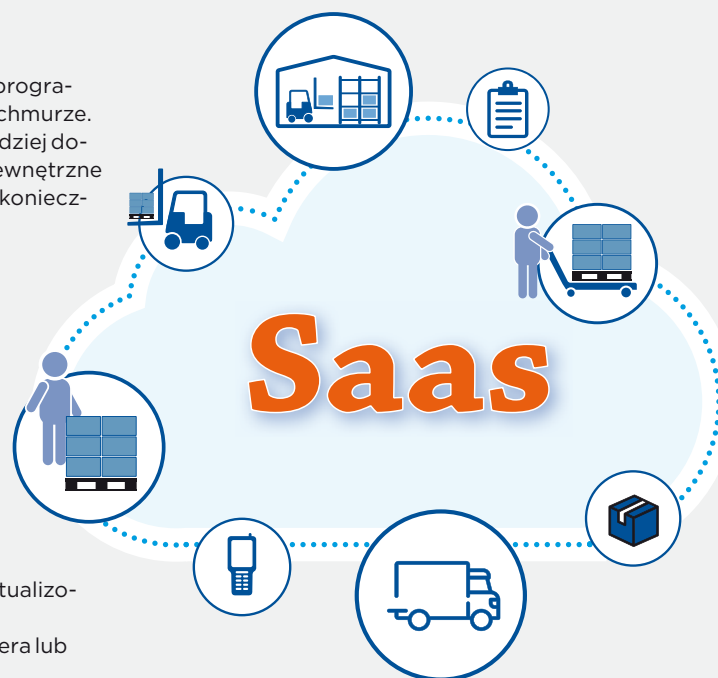 progra-
chmurze.
dziej do-
ewnętrzne
koniecz-
Saas
tualizo-
era lub